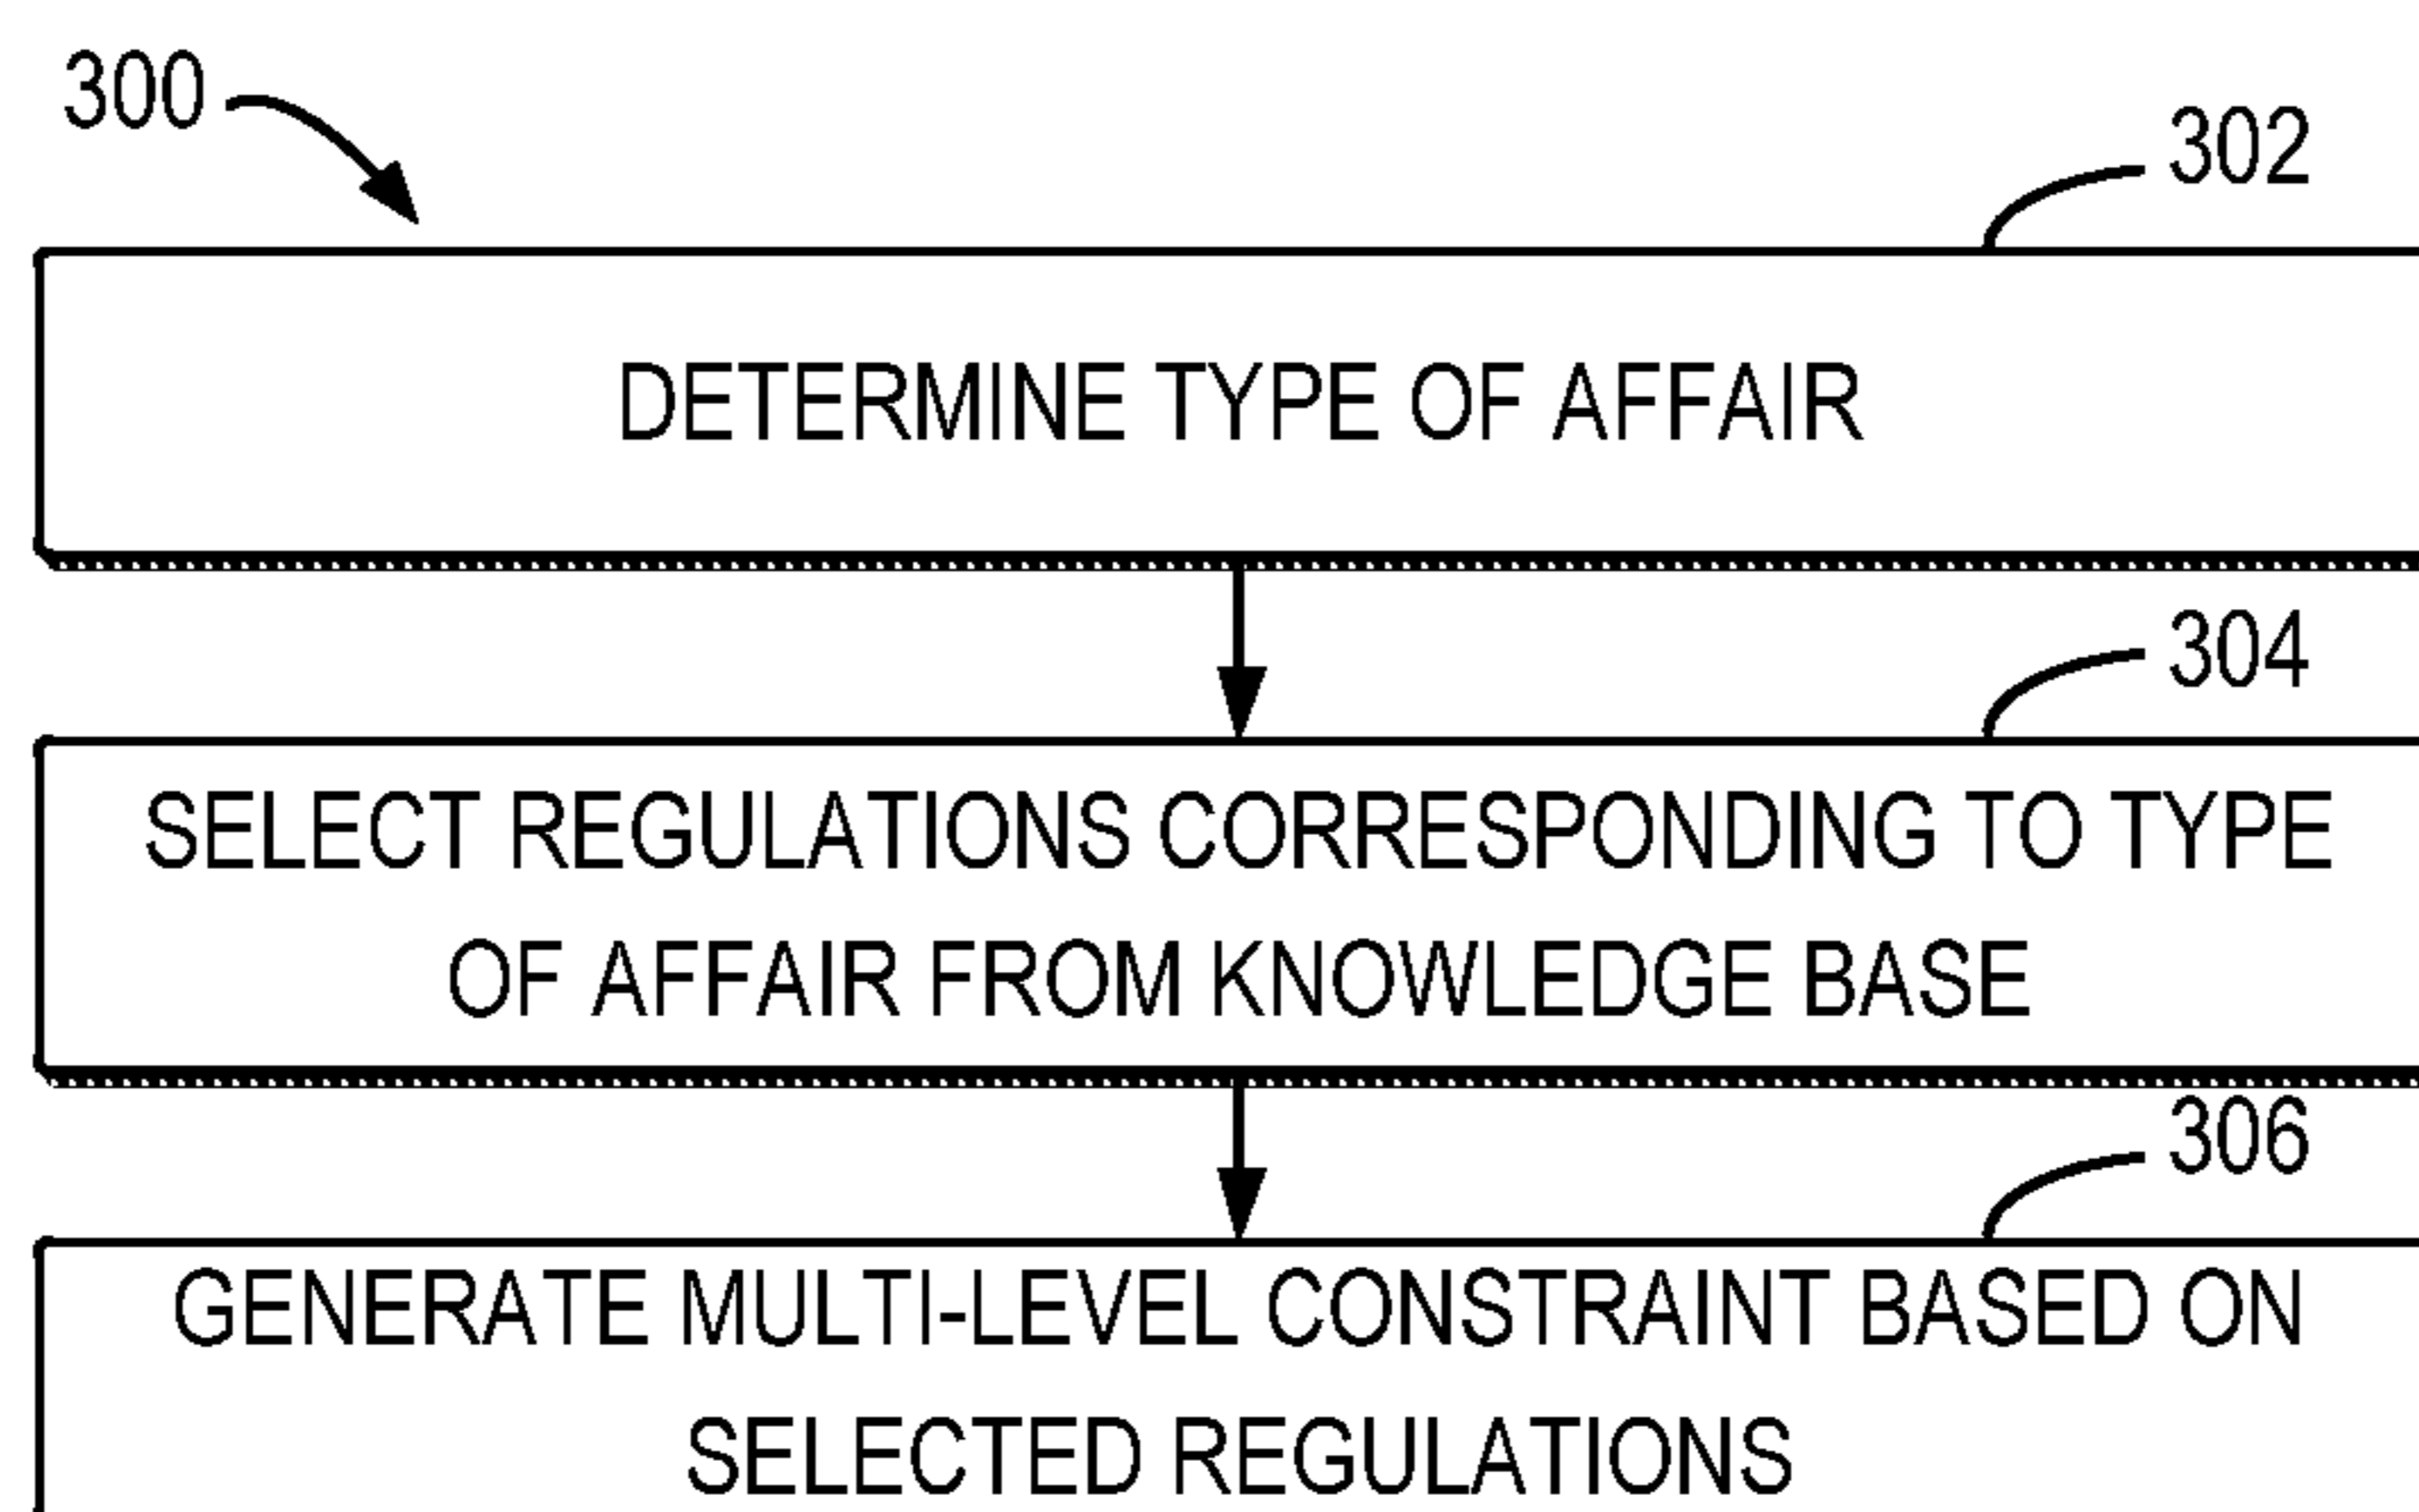 300
302
DETERMINE TYPE OF AFFAIR
304
SELECT REGULATIONS CORRESPONDING TO TYPE
OF AFFAIR FROM KNOWLEDGE BASE
306
GENERATE MULTI-LEVEL CONSTRAINT BASED ON
SELECTED REGULATIONS